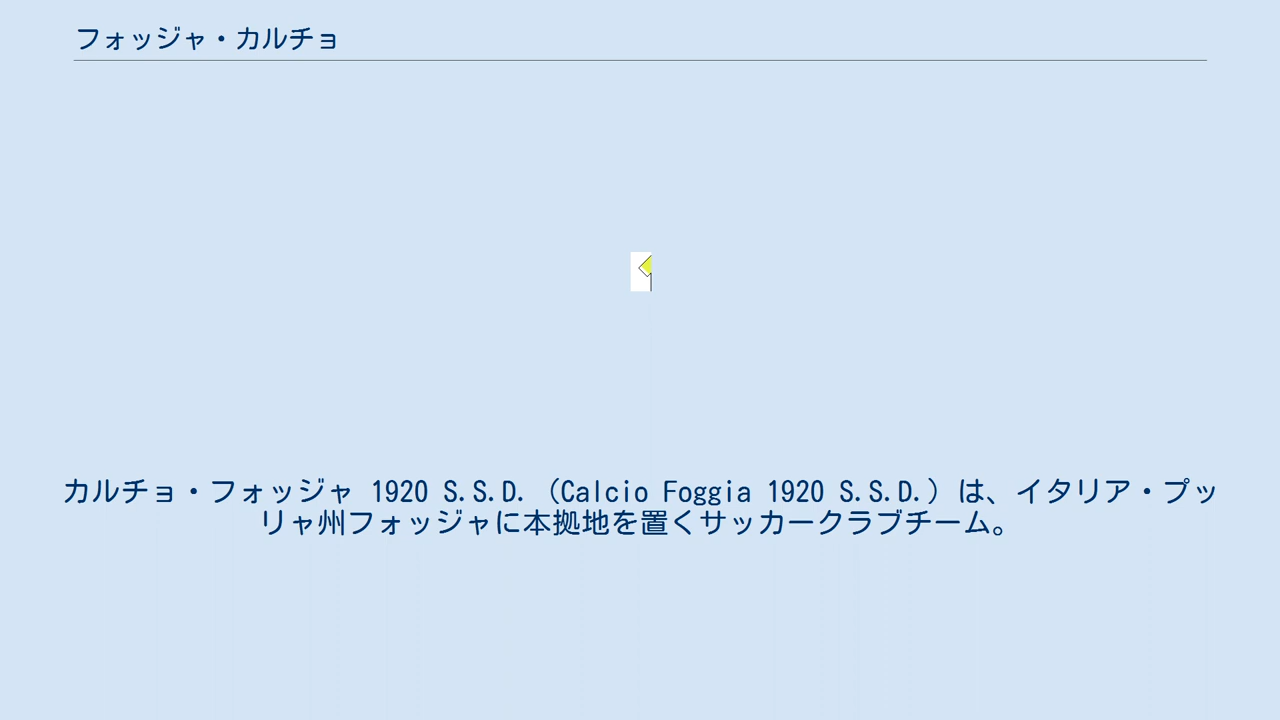 フォッジャ・カルチョ
カルチョ・フォッジャ 1920 S.S.D.（Calcio Foggia 1920 S.S.D.）は、イタリア・プッ
リャ州フォッジャに本拠地を置くサッカークラブチーム。